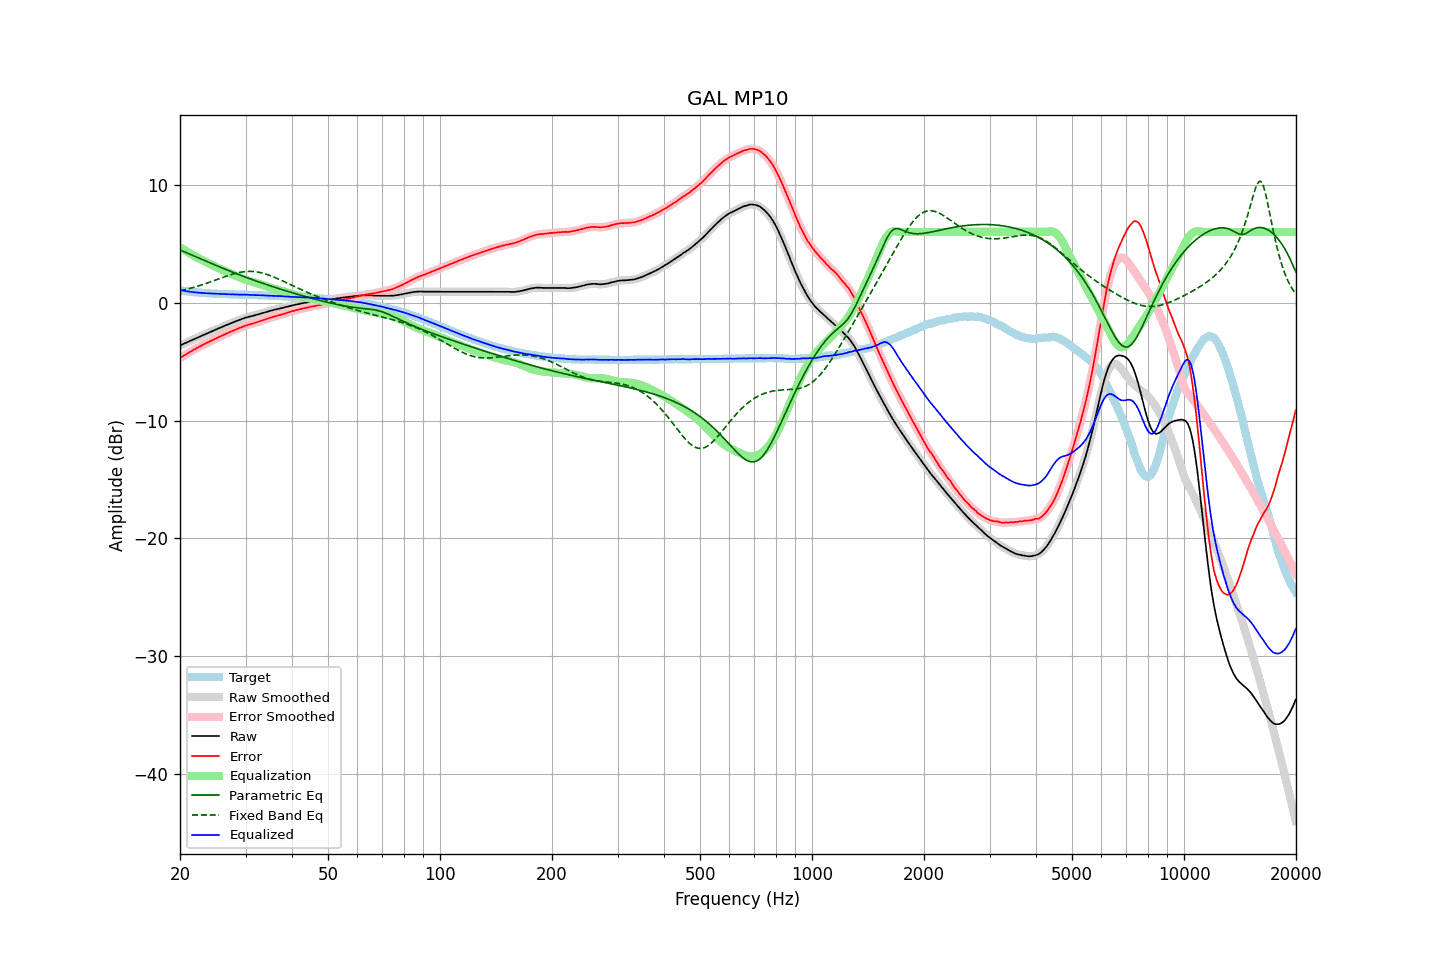 GAL MP10
Amplitude (dBr)
10
0
−10
−20
−30
−40
Target
Raw Smoothed
Error Smoothed
Raw
Error
Equalization
Parametric Eq
Fixed Band Eq
Equalized
20 50 100 200 500 1000 2000 5000 10000 20000
Frequency (Hz)